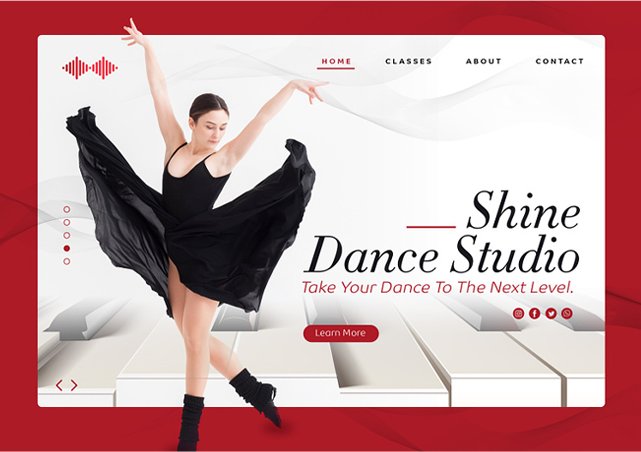 HOME CLASSES ABOUT CONTACT
Shine
Dance Studio
Take Your Dance To The Next Level.
Learn More